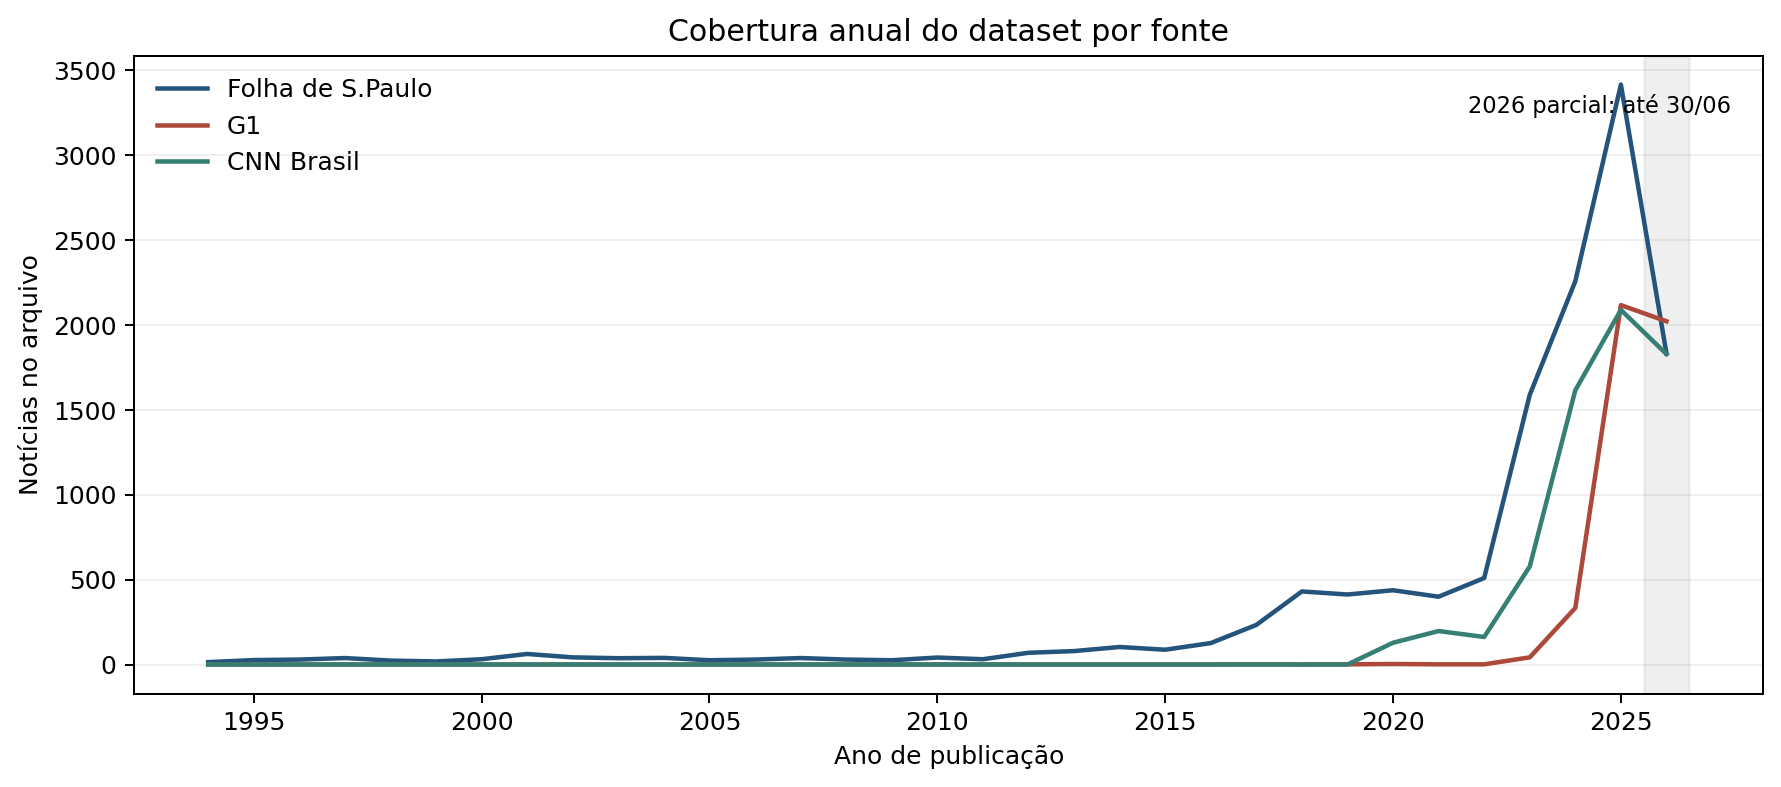 Cobertura anual do dataset por fonte
Folha de S.Paulo
G1
CNN Brasil
2026 parcial: até 30/06
Notícias no arquivo
3500
3000
2500
2000
1500
1000
500
0
1995 2000 2005 2010 2015 2020 2025
Ano de publicação